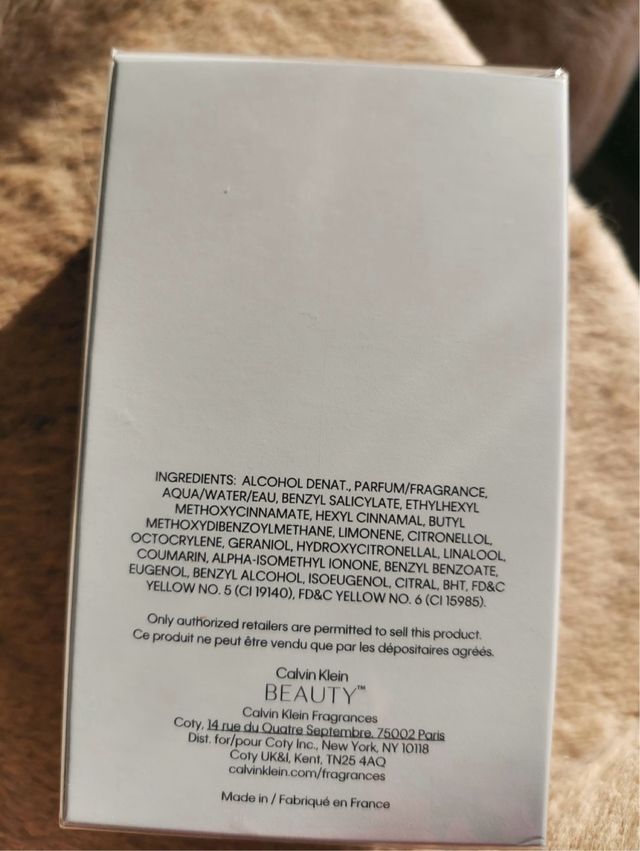 INGREDIENTS: ALCOHOL DENAT., PARFUM/FRAGRANCE,
AQUA/WATER/EAU, BENZYL SALICYLATE, ETHYLHEXYL
METHOXYCINNAMATE, HEXYL CINNAMAL, BUTYL
METHOXYDIBENZOYLMETHANE, LIMONENE, CITRONELLOL,
OCTOCRYLENE, GERANIOL, HYDROXYCITRONELLAL, LINALOOL,
COUMARIN, ALPHA-ISOMETHYL IONONE, BENZYL BENZOATE,
EUGENOL, BENZYL ALCOHOL, ISOEUGENOL, CITRAL, BHT, FD&C
YELLOW NO. 5 (CI 19140), FD&C YELLOW NO. 6 (CI 15985).
Only authorized retailers are permitted to sell this product.
Ce produit ne peut être vendu que par les dépositaires agréés.
Calvin Klein
BEAUTY™
Calvin Klein Fragrances
Coty, 14 rue du Quatre Septembre, 75002 Paris
Dist. for/pour Coty Inc., New York, NY 10118
Coty UK&I, Kent, TN25 4AQ
calvinklein.com/fragrances
Made in / Fabriqué en France